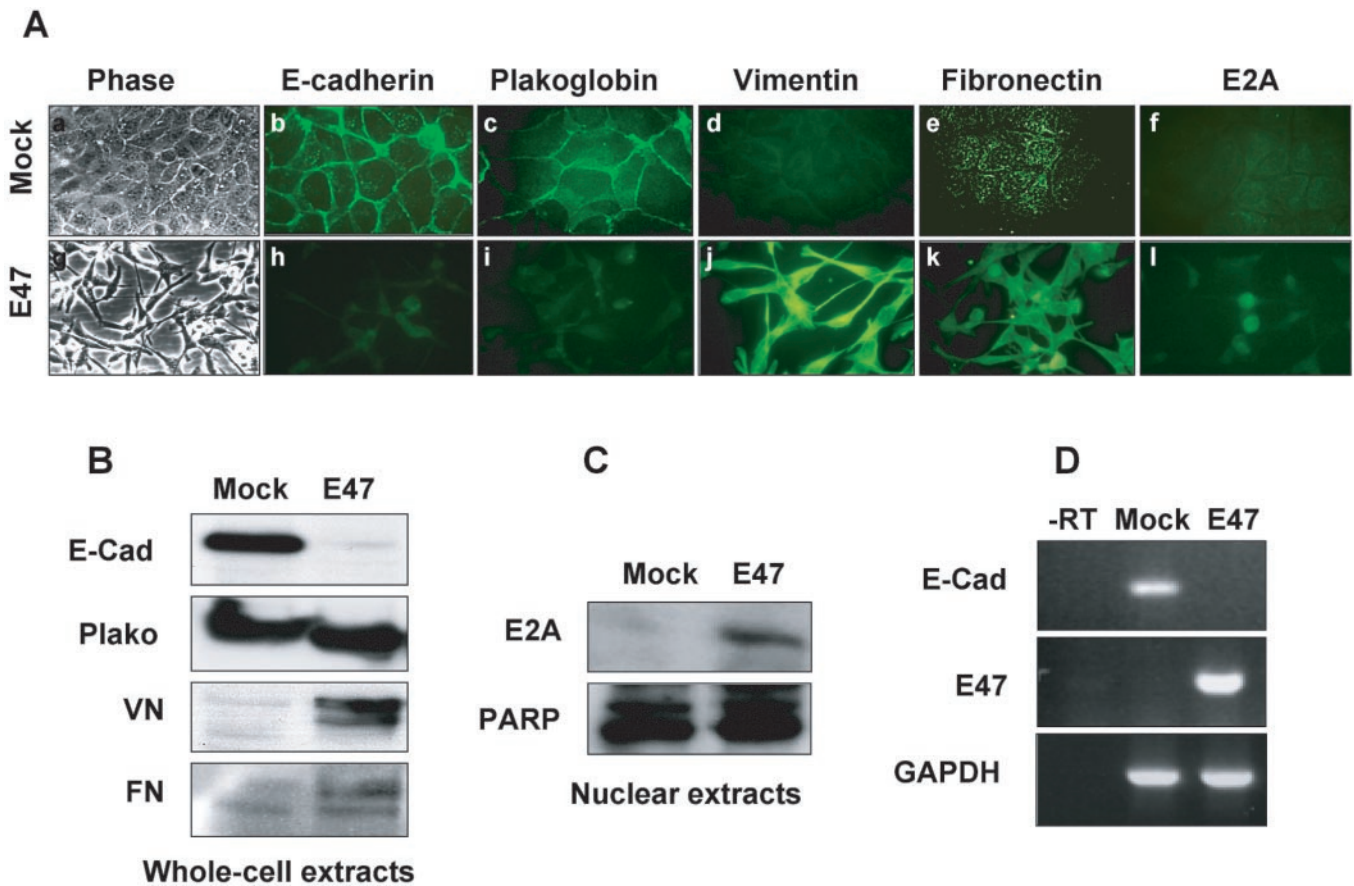 A
Phase E-cadherin Plakoglobin Vimentin Fibronectin E2A
Mock
a b c d e f
E47
g h i j k l
B
Mock E47
E-Cad
Plako
VN
FN
Whole-cell extracts
C
Mock E47
E2A
PARP
Nuclear extracts
D
-RT Mock E47
E-Cad
E47
GAPDH